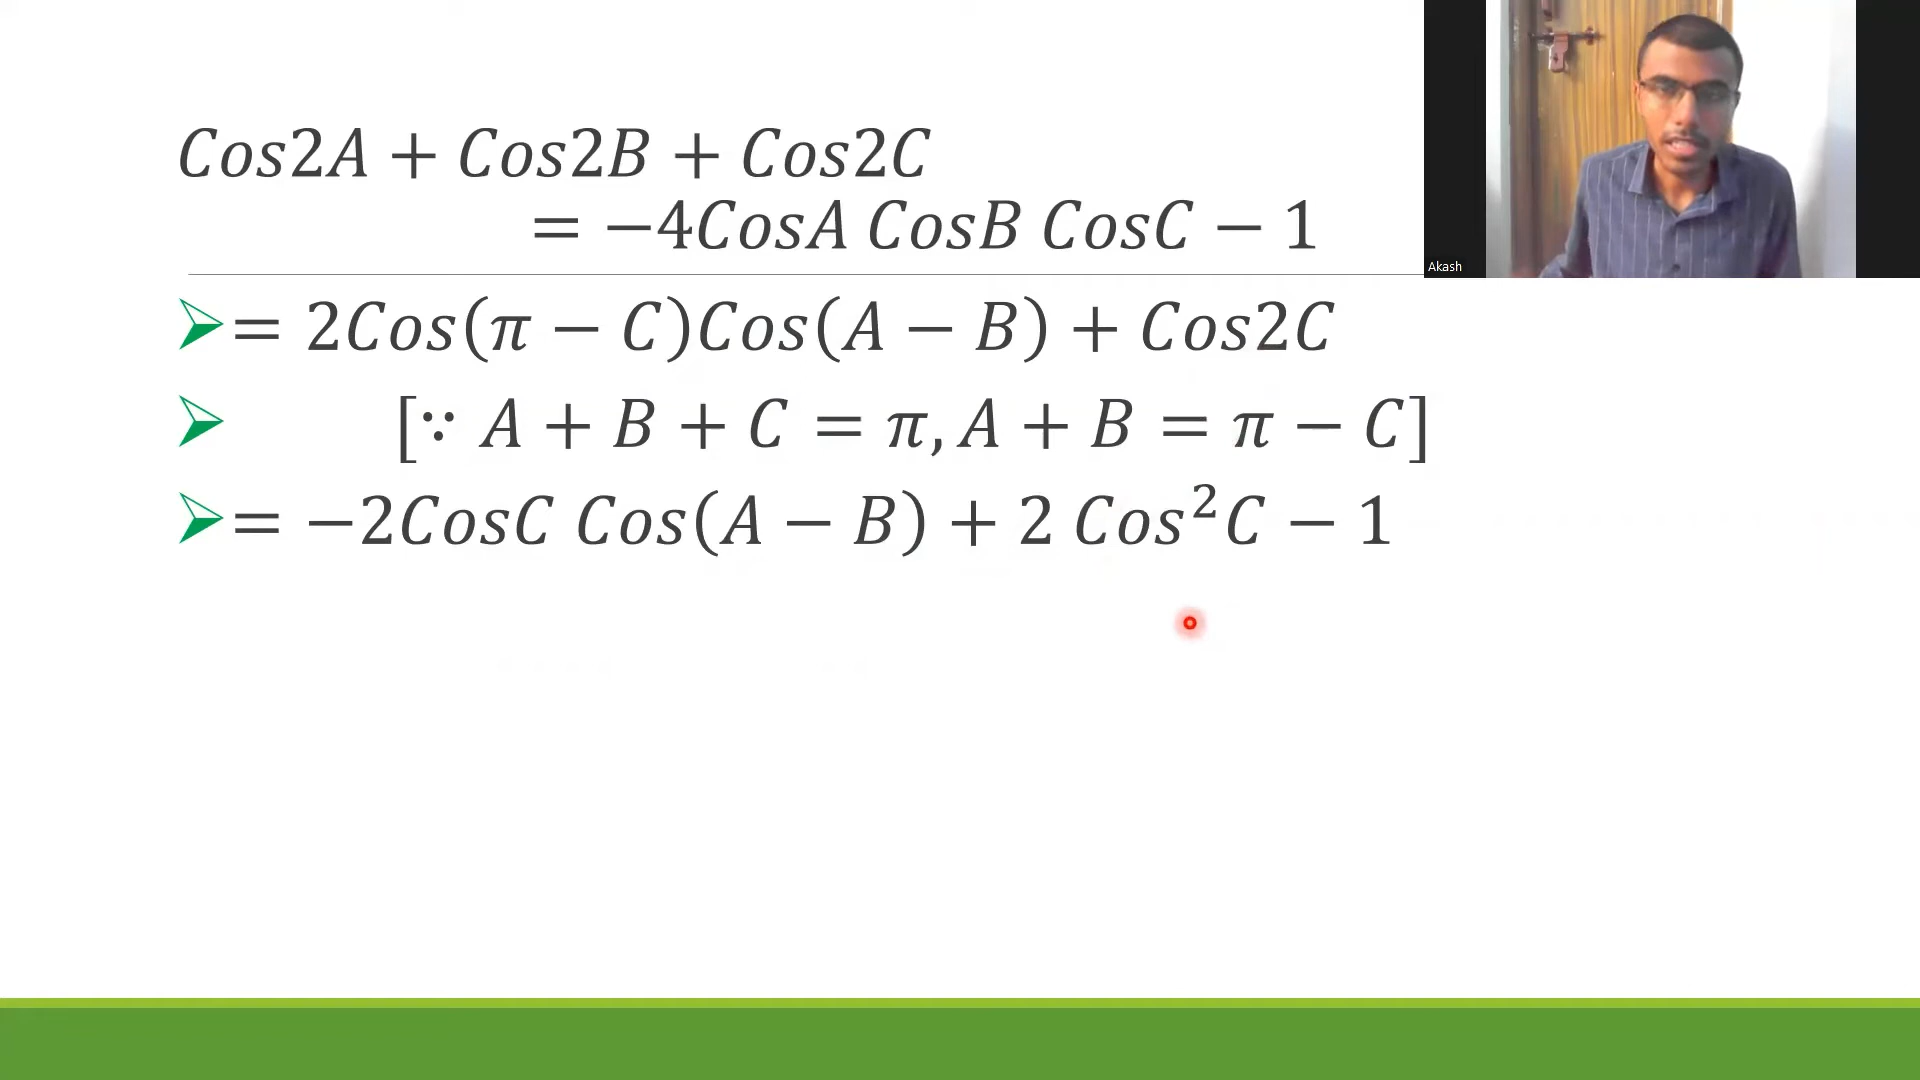 Cos2A + Cos2B + Cos2C
= −4CosA CosB CosC − 1
= 2Cos(π − C)Cos(A − B) + Cos2C
[∵ A + B + C = π, A + B = π − C]
= −2CosC Cos(A − B) + 2 Cos²C − 1
Akash